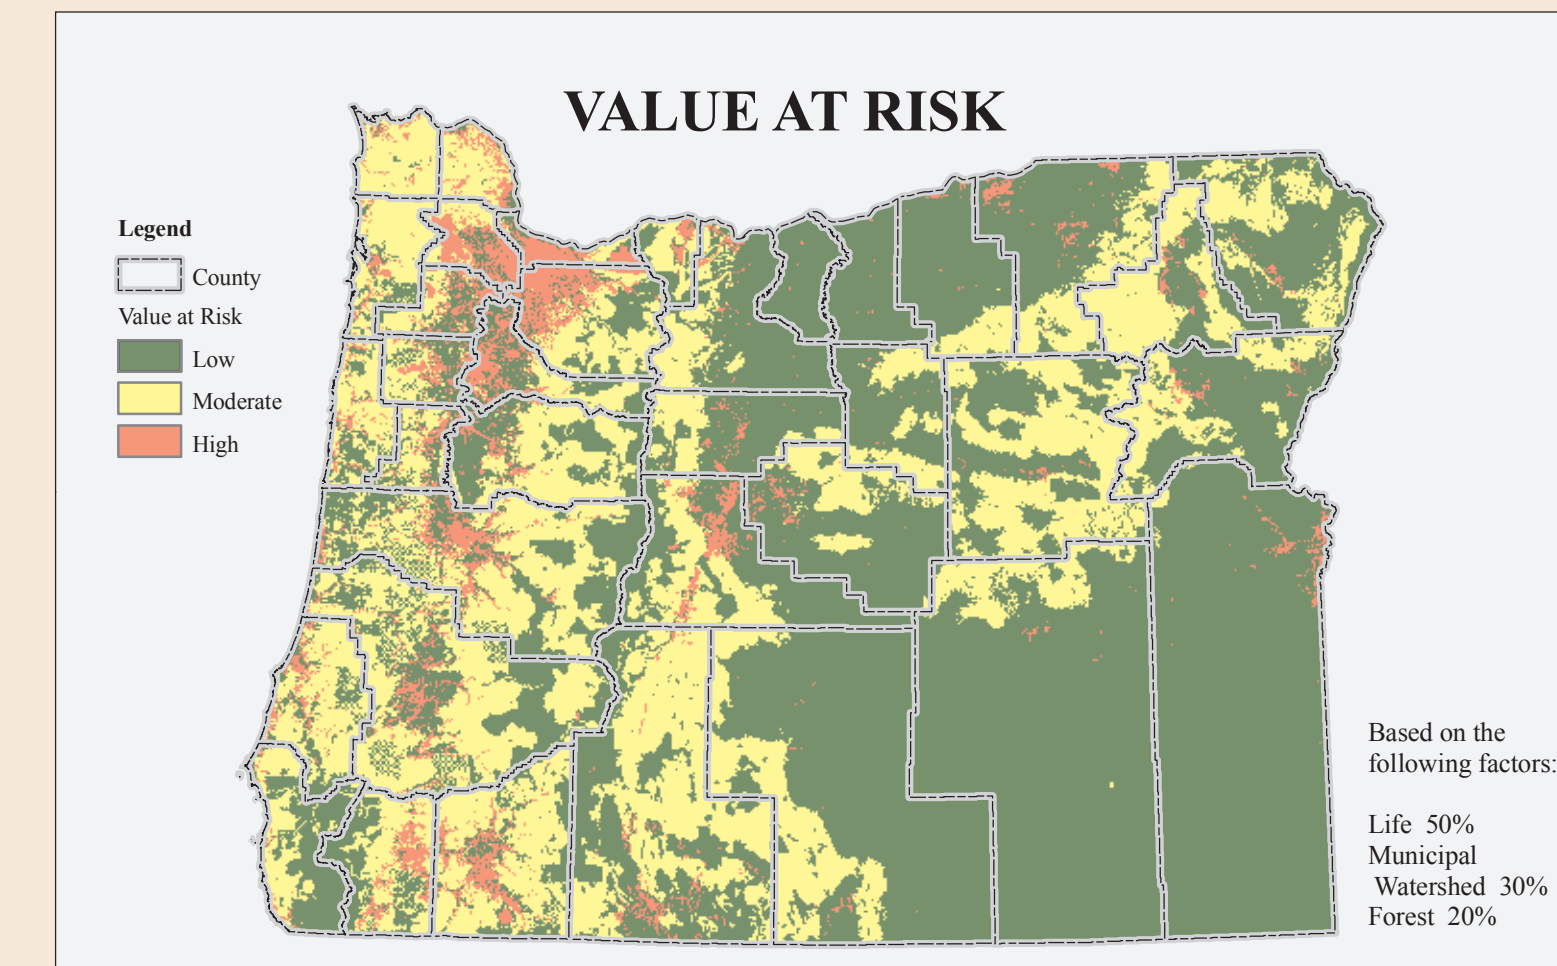 VALUE AT RISK
Legend
County
Value at Risk
Low
Moderate
High
Based on the
following factors:
Life 50%
Municipal
Watershed 30%
Forest 20%